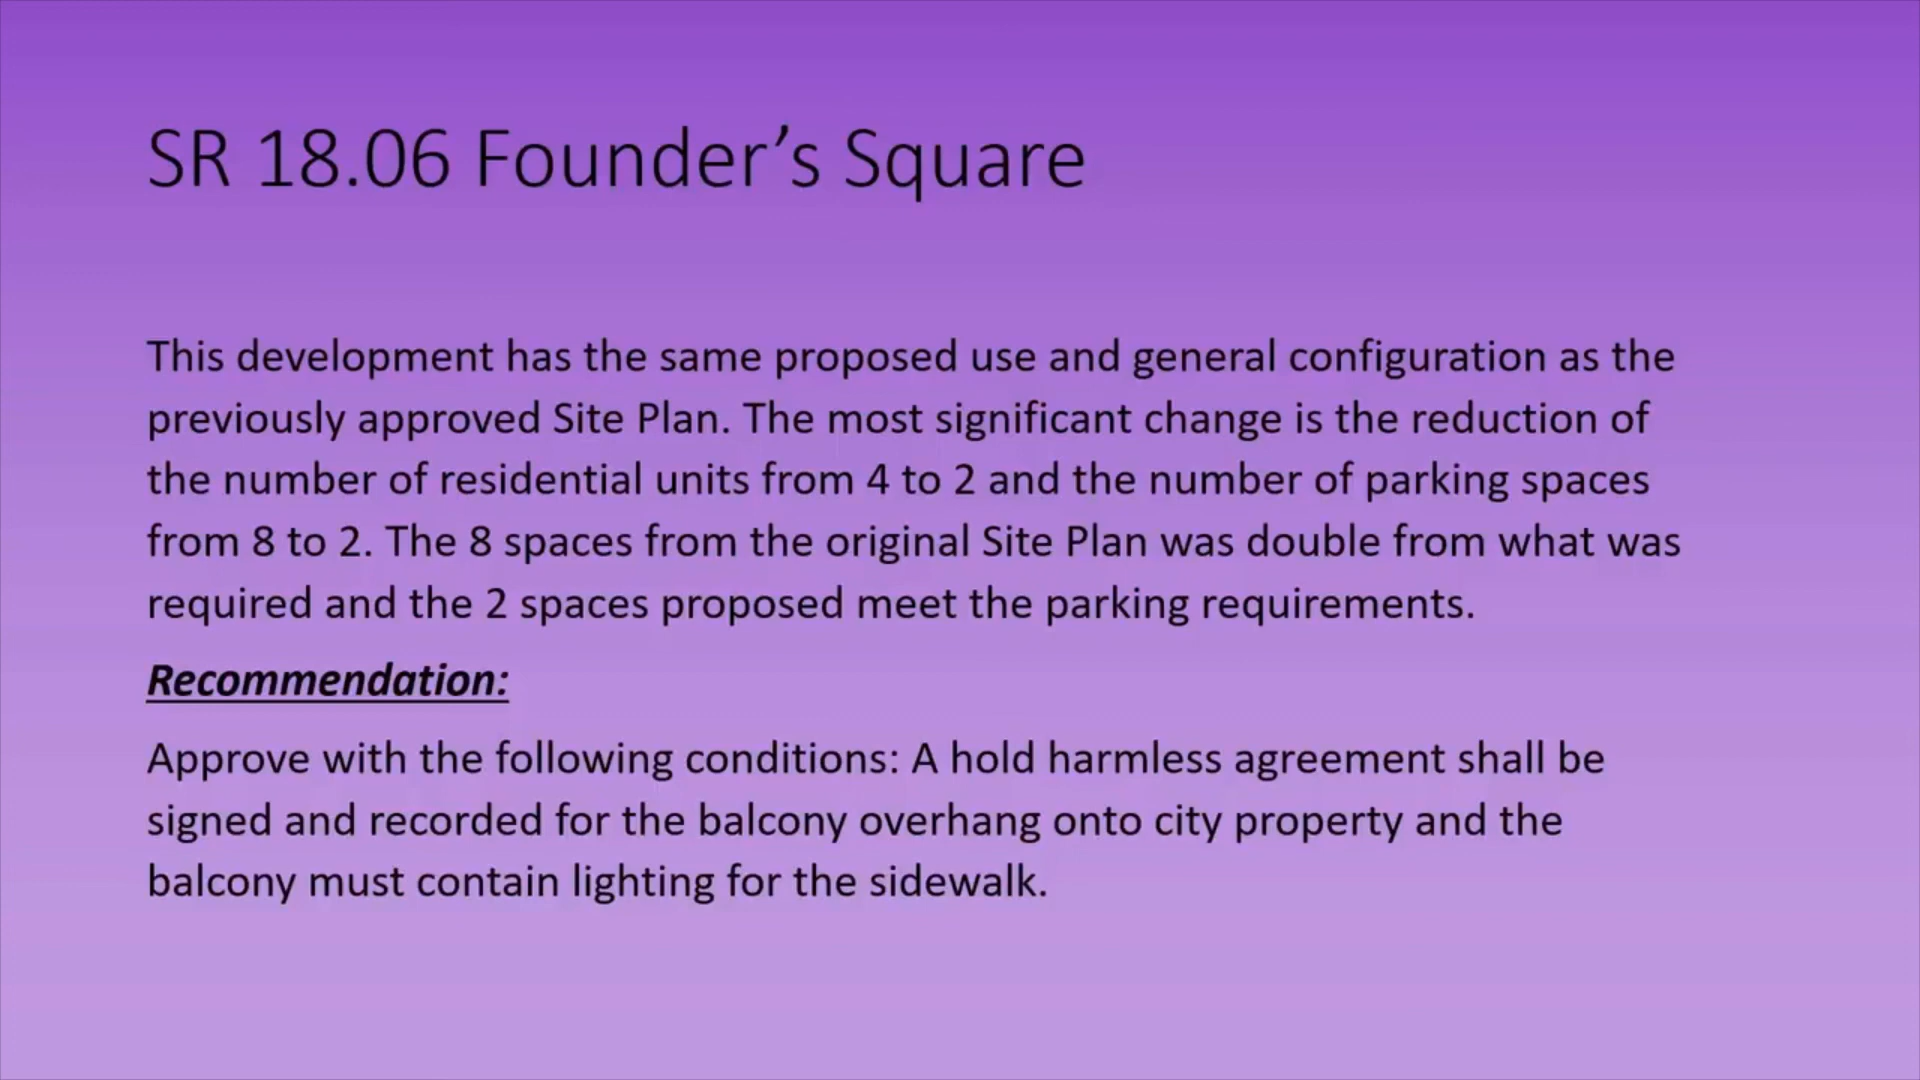 SR 18.06 Founder’s Square
This development has the same proposed use and general configuration as the
previously approved Site Plan. The most significant change is the reduction of
the number of residential units from 4 to 2 and the number of parking spaces
from 8 to 2. The 8 spaces from the original Site Plan was double from what was
required and the 2 spaces proposed meet the parking requirements.
Recommendation:
Approve with the following conditions: A hold harmless agreement shall be
signed and recorded for the balcony overhang onto city property and the
balcony must contain lighting for the sidewalk.